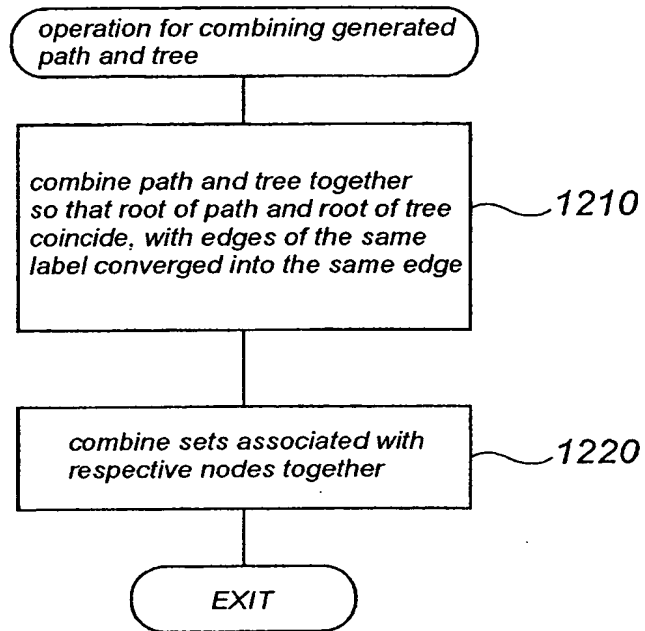 operation for combining generated
path and tree
combine path and tree together
so that root of path and root of tree
coincide, with edges of the same
label converged into the same edge
1210
combine sets associated with
respective nodes together
1220
EXIT